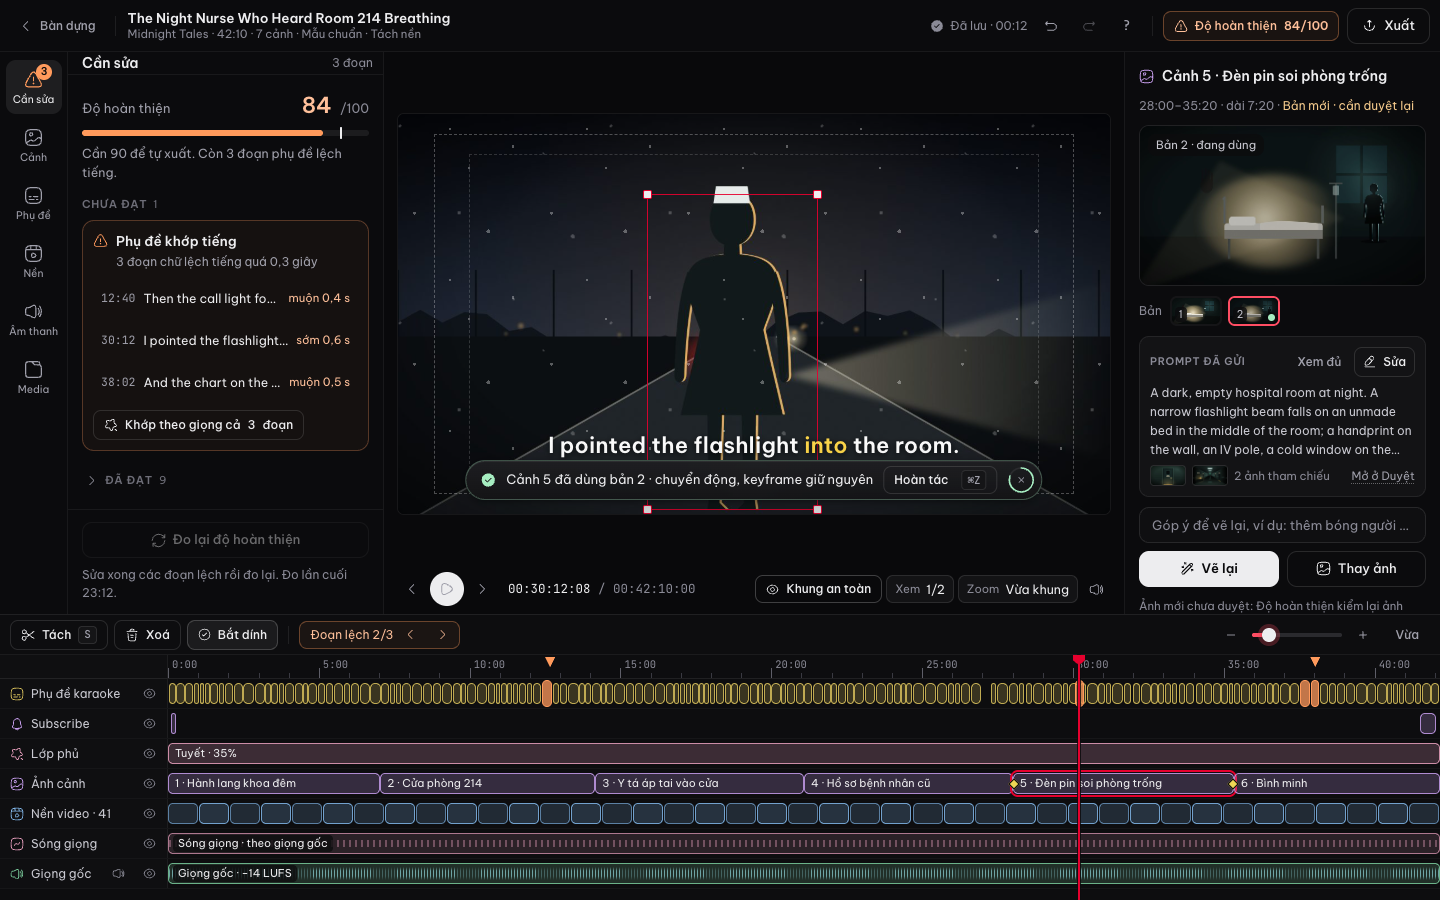 Bàn dựng
The Night Nurse Who Heard Room 214 Breathing
Midnight Tales · 42:10 · 7 cảnh · Mẫu chuẩn · Tách nền
Đã lưu · 00:12
?
Độ hoàn thiện 84/100
Xuất
3
Cần sửa
Cảnh
Phụ đề
Nền
Âm thanh
Media
Cần sửa
3 đoạn
Độ hoàn thiện
84 /100
Cần 90 để tự xuất. Còn 3 đoạn phụ đề lệch
tiếng.
CHƯA ĐẠT 1
Phụ đề khớp tiếng
3 đoạn chữ lệch tiếng quá 0,3 giây
12:40 Then the call light fo... muộn 0,4 s
30:12 I pointed the flashlight... sớm 0,6 s
38:02 And the chart on the ... muộn 0,5 s
Khớp theo giọng cả 3 đoạn
ĐÃ ĐẠT 9
Đo lại độ hoàn thiện
Sửa xong các đoạn lệch rồi đo lại. Đo lần cuối
23:12.
I pointed the flashlight into the room.
Cảnh 5 đã dùng bản 2 · chuyển động, keyframe giữ nguyên
Hoàn tác ⌘Z
00:30:12:08 / 00:42:10:00
Khung an toàn
Xem 1/2
Zoom Vừa khung
Cảnh 5 · Đèn pin soi phòng trống
28:00–35:20 · dài 7:20 · Bản mới · cần duyệt lại
Bản 2 · đang dùng
Bản
1
2
PROMPT ĐÃ GỬI
Xem đủ
Sửa
A dark, empty hospital room at night. A
narrow flashlight beam falls on an unmade
bed in the middle of the room; a handprint on
the wall, an IV pole, a cold window on the...
2 ảnh tham chiếu
Mở ở Duyệt
Góp ý để vẽ lại, ví dụ: thêm bóng người ...
Vẽ lại
Thay ảnh
Ảnh mới chưa duyệt: Độ hoàn thiện kiểm lại ảnh
Tách S
Xoá
Bắt dính
Đoạn lệch 2/3
Vừa
0:00
5:00
10:00
15:00
20:00
25:00
35:00
40:00
Phụ đề karaoke
Subscribe
Lớp phủ
Tuyết · 35%
Ảnh cảnh
1 · Hành lang khoa đêm
2 · Cửa phòng 214
3 · Y tá áp tai vào cửa
4 · Hồ sơ bệnh nhân cũ
5 · Đèn pin soi phòng trống
6 · Bình minh
Nền video · 41
Sóng giọng
Sóng giọng · theo giọng gốc
Giọng gốc
Giọng gốc · -14 LUFS